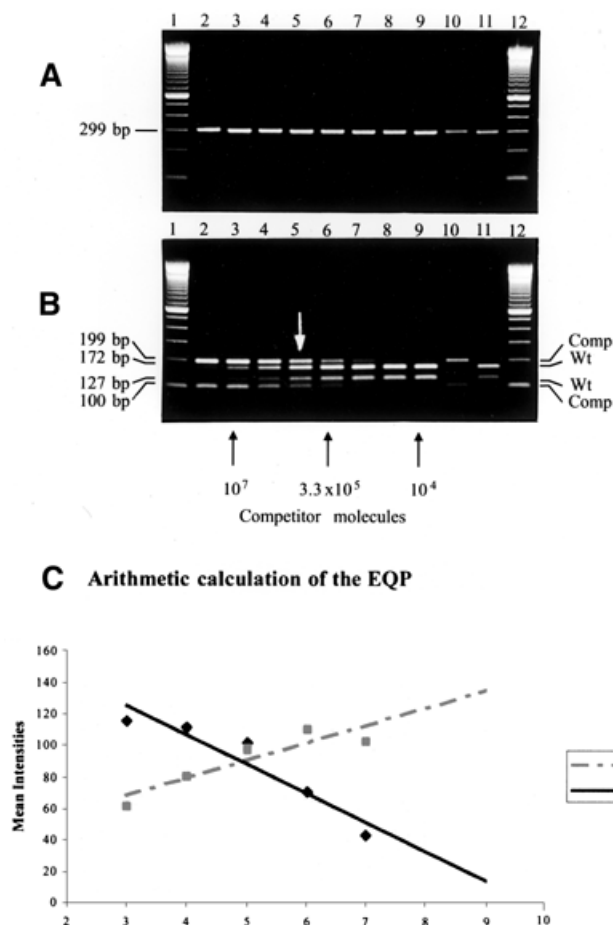 1 2 3 4 5 6 7 8 9 10 11 12
A
299 bp
1 2 3 4 5 6 7 8 9 10 11 12
B
199 bp
172 bp
127 bp
100 bp
Comp
Wt
Wt
Comp
10⁷ 3.3x10⁵ 10⁴
Competitor molecules
C Arithmetic calculation of the EQP
Mean Intensities
160
140
120
100
80
60
40
20
0
2 3 4 5 6 7 8 9 10